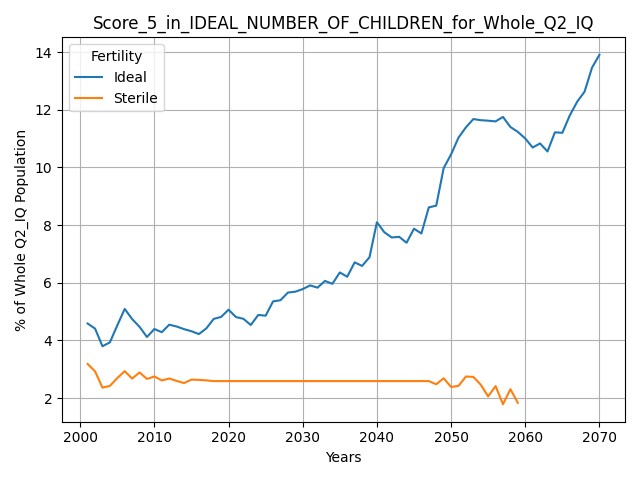 Score_5_in_IDEAL_NUMBER_OF_CHILDREN_for_Whole_Q2_IQ
Fertility
Ideal
Sterile
% of Whole Q2_IQ Population
14
12
10
8
6
4
2
2000 2010 2020 2030 2040 2050 2060 2070
Years